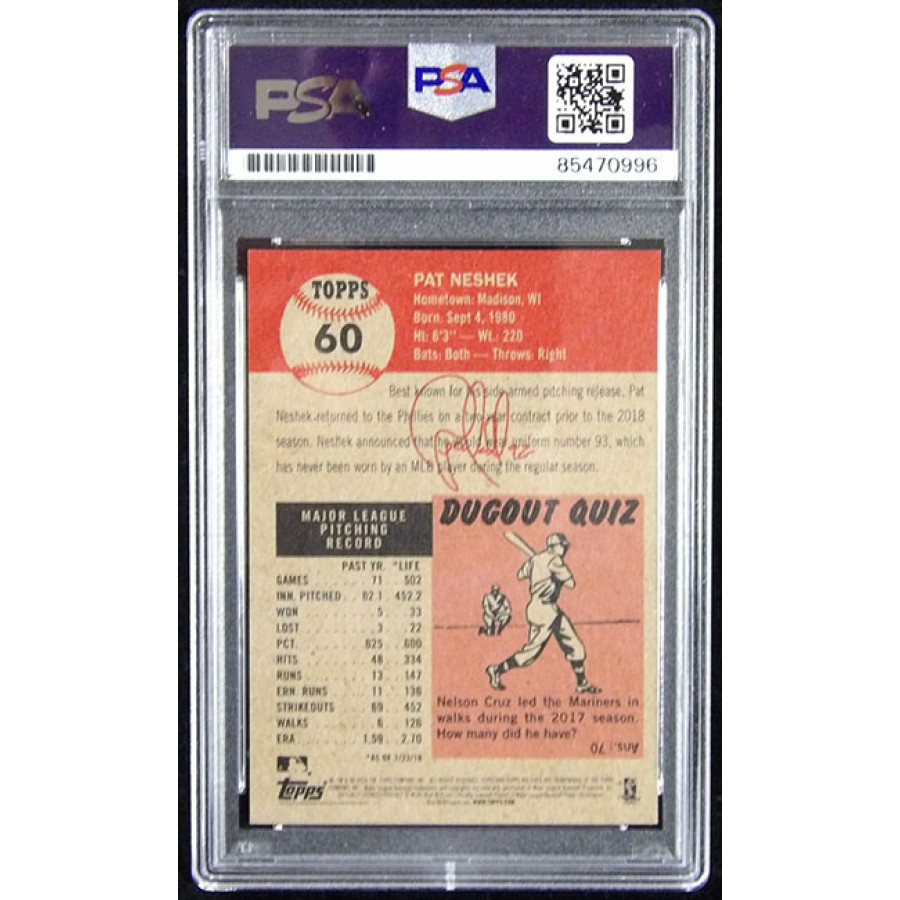 PSA
PSA
85470996
TOPPS
60
PAT NESHEK
Hometown: Madison, WI
Born: Sept 4, 1980
Ht: 6'3" — Wt.: 220
Bats: Both — Throws: Right
Best known for his side-armed pitching release, Pat
Neshek returned to the Phillies on a two-year contract prior to the 2018
season. Neshek announced that he would wear uniform number 93, which
has never been worn by an MLB player during the regular season.
MAJOR LEAGUE
PITCHING
RECORD
PAST YR. *LIFE
GAMES 71 502
INN. PITCHED 62.1 452.2
WON 5 33
LOST 3 22
PCT. .625 .600
HITS 48 334
RUNS 13 147
ERN. RUNS 11 136
STRIKEOUTS 69 452
WALKS 6 126
ERA 1.59 2.70
*AS OF 7/23/18
DUGOUT QUIZ
Nelson Cruz led the Mariners in
walks during the 2017 season.
How many did he have?
Ans.: 70
topps